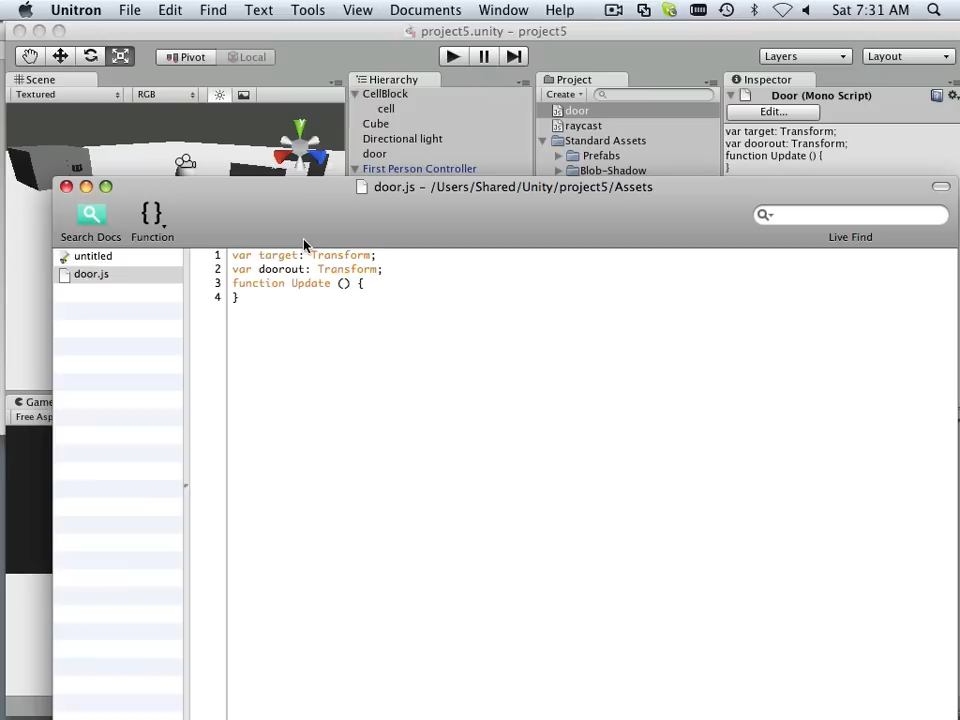 Unitron File Edit Find Text Tools View Documents Window Help Sat 7:31 AM
project5.unity - project5
Pivot Local Layers Layout
Scene Hierarchy Project Inspector
Textured RGB Create Door (Mono Script)
CellBlock
cell
Cube
Directional light
door
First Person Controller
door
raycast
Standard Assets
Prefabs
Blob-Shadow
Edit...
var target: Transform;
var doorout: Transform;
function Update () {
}
door.js – /Users/Shared/Unity/project5/Assets
Search Docs Function Live Find
untitled
door.js
1 var target: Transform;
2 var doorout: Transform;
3 function Update () {
4 }
Game
Free Asp